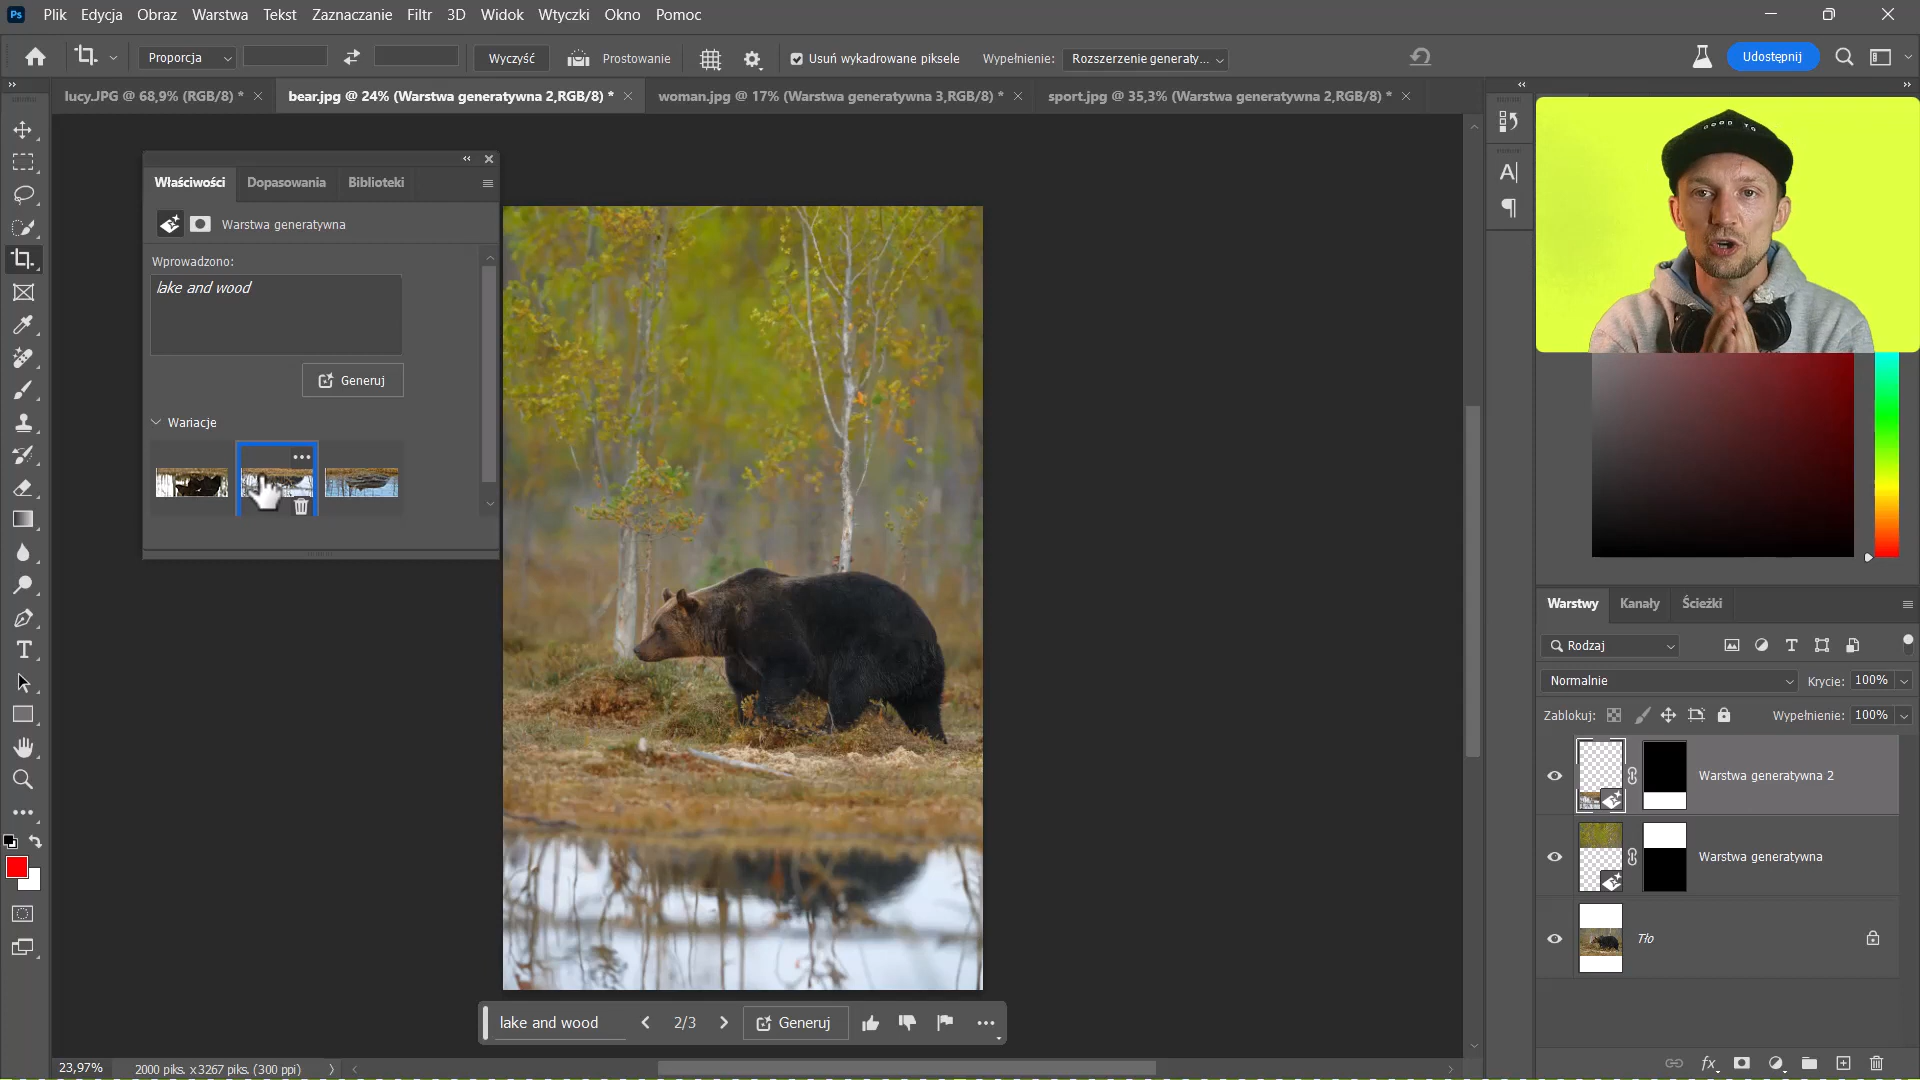 Ps Plik Edycja Obraz Warstwa Tekst Zaznaczanie Filtr 3D Widok Wtyczki Okno Pomoc
Proporcja Wyczyść Prostowanie Usuń wykadrowane piksele Wypełnienie: Rozszerzenie generaty... Udostępnij
lucy.JPG @ 68,9% (RGB/8) * bear.jpg @ 24% (Warstwa generatywna 2,RGB/8) * woman.jpg @ 17% (Warstwa generatywna 3,RGB/8) * sport.jpg @ 35,3% (Warstwa generatywna 2,RGB/8) *
GOOD TO
Właściwości Dopasowania Biblioteki
Warstwa generatywna
Wprowadzono:
lake and wood
Generuj
Wariacje
Warstwy Kanały Ścieżki
Rodzaj
Normalnie Krycie: 100%
Zablokuj: Wypełnienie: 100%
Warstwa generatywna 2
Warstwa generatywna
Tło
lake and wood 2/3 Generuj
23,97% 2000 piks. x 3267 piks. (300 ppi)